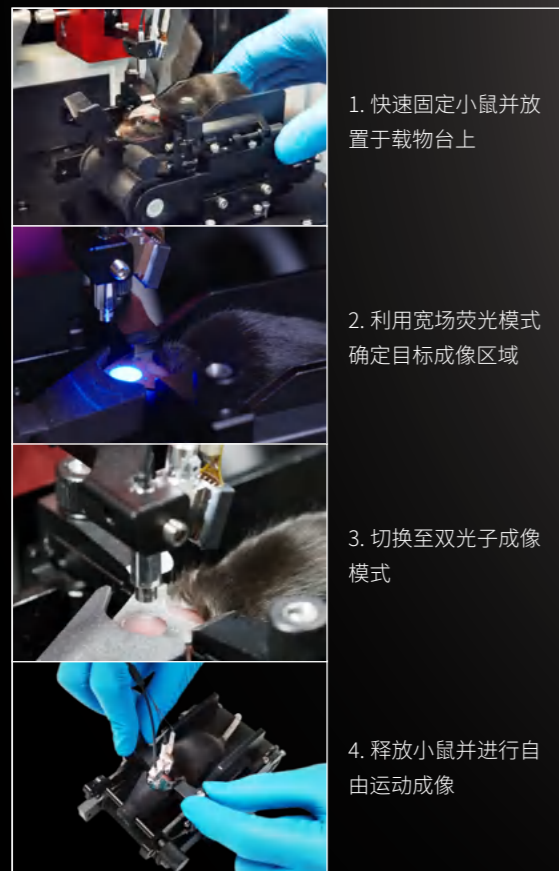 1. 快速固定小鼠并放
置于载物台上
2. 利用宽场荧光模式
确定目标成像区域
3. 切换至双光子成像
模式
4. 释放小鼠并进行自
由运动成像